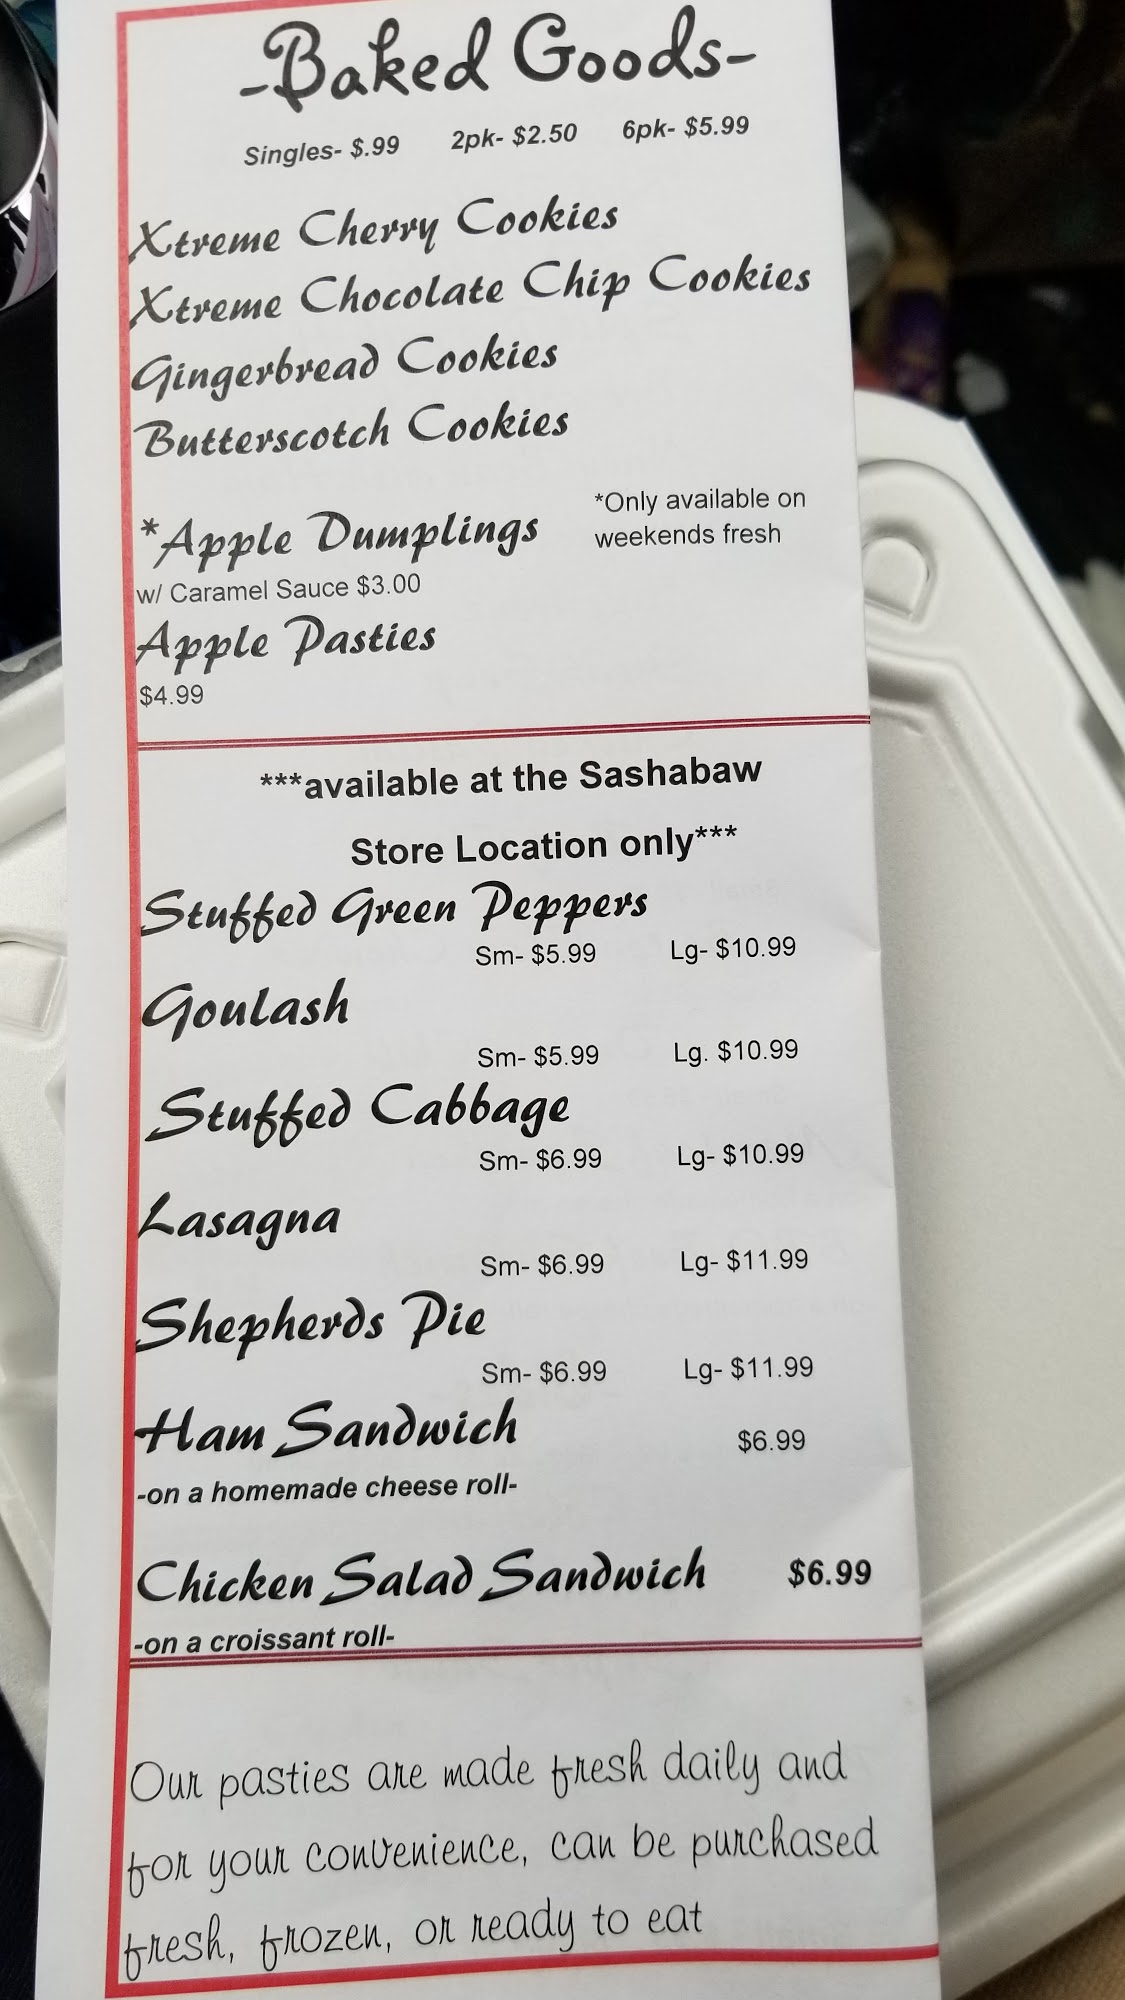 -Baked Goods-
Singles- $.99 2pk- $2.50 6pk- $5.99
Xtreme Cherry Cookies
Xtreme Chocolate Chip Cookies
Gingerbread Cookies
Butterscotch Cookies
*Apple Dumplings
*Only available on
weekends fresh
w/ Caramel Sauce $3.00
Apple Pasties
$4.99
***available at the Sashabaw
Store Location only***
Stuffed Green Peppers
Sm- $5.99 Lg- $10.99
Goulash
Sm- $5.99 Lg. $10.99
Stuffed Cabbage
Sm- $6.99 Lg- $10.99
Lasagna
Sm- $6.99 Lg- $11.99
Shepherds Pie
Sm- $6.99 Lg- $11.99
Ham Sandwich $6.99
-on a homemade cheese roll-
Chicken Salad Sandwich $6.99
-on a croissant roll-
Our pasties are made fresh daily and
for your convenience, can be purchased
fresh, frozen, or ready to eat